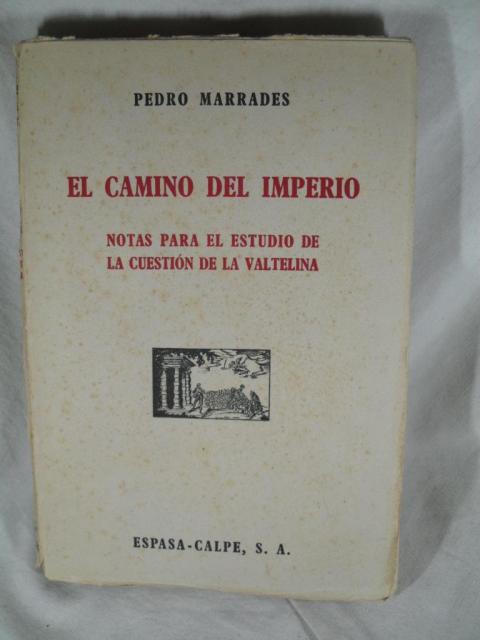 PEDRO MARRADES
EL CAMINO DEL IMPERIO
NOTAS PARA EL ESTUDIO DE
LA CUESTIÓN DE LA VALTELINA
ESPASA-CALPE, S. A.